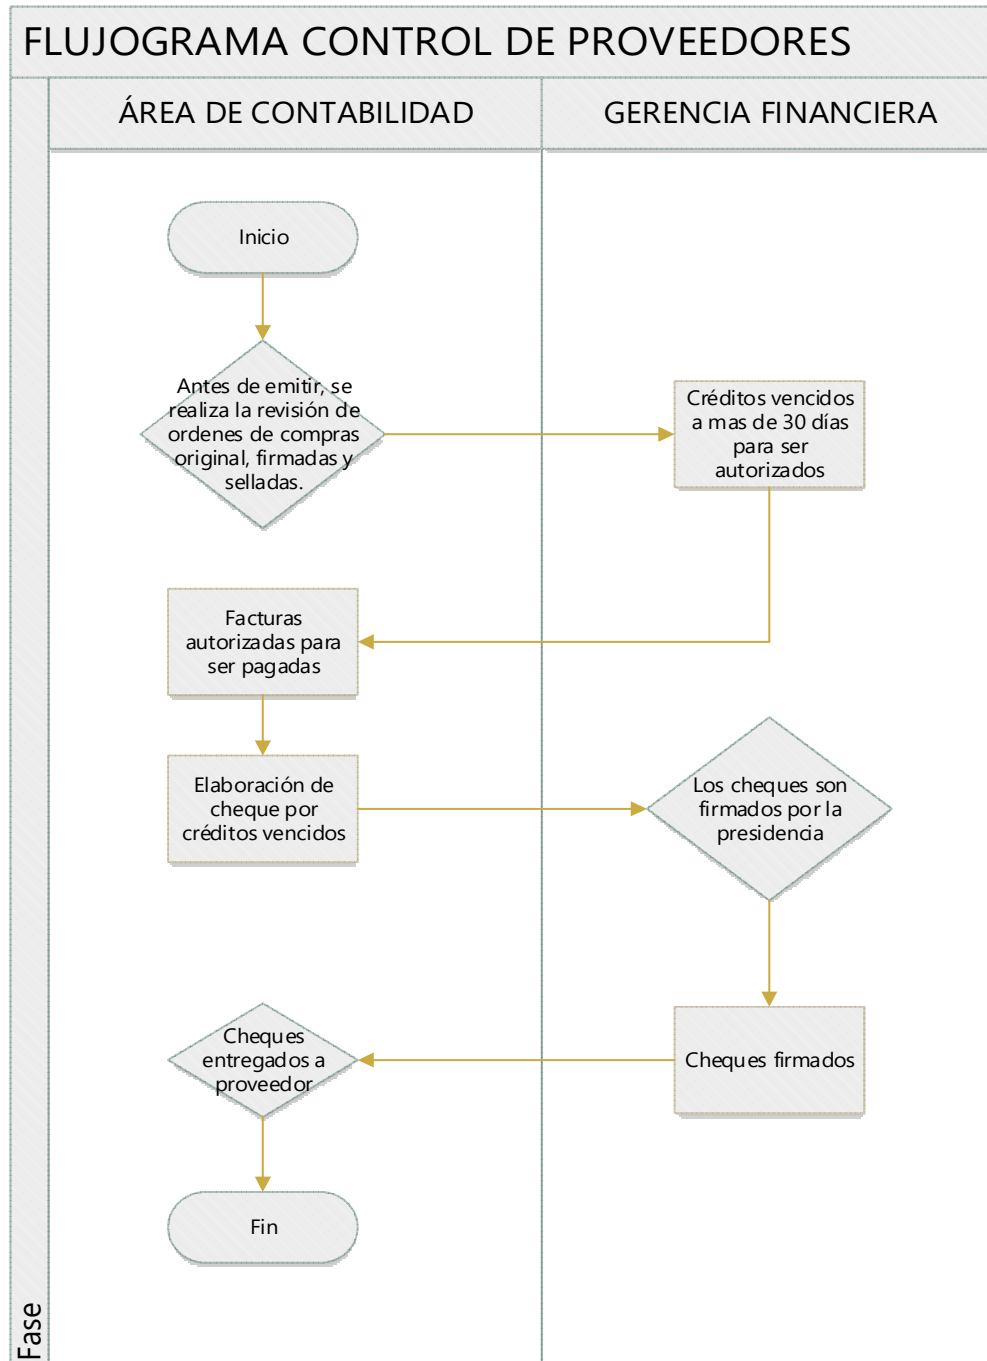 FLUJOGRAMA CONTROL DE PROVEEDORES
ÁREA DE CONTABILIDAD
GERENCIA FINANCIERA
Inicio
Antes de emitir, se
realiza la revisión de
ordenes de compras
original, firmadas y
selladas.
Créditos vencidos
a mas de 30 días
para ser
autorizados
Facturas
autorizadas para
ser pagadas
Elaboración de
cheque por
créditos vencidos
Los cheques son
firmados por la
presidencia
Cheques firmados
Cheques
entregados a
proveedor
Fin
Fase